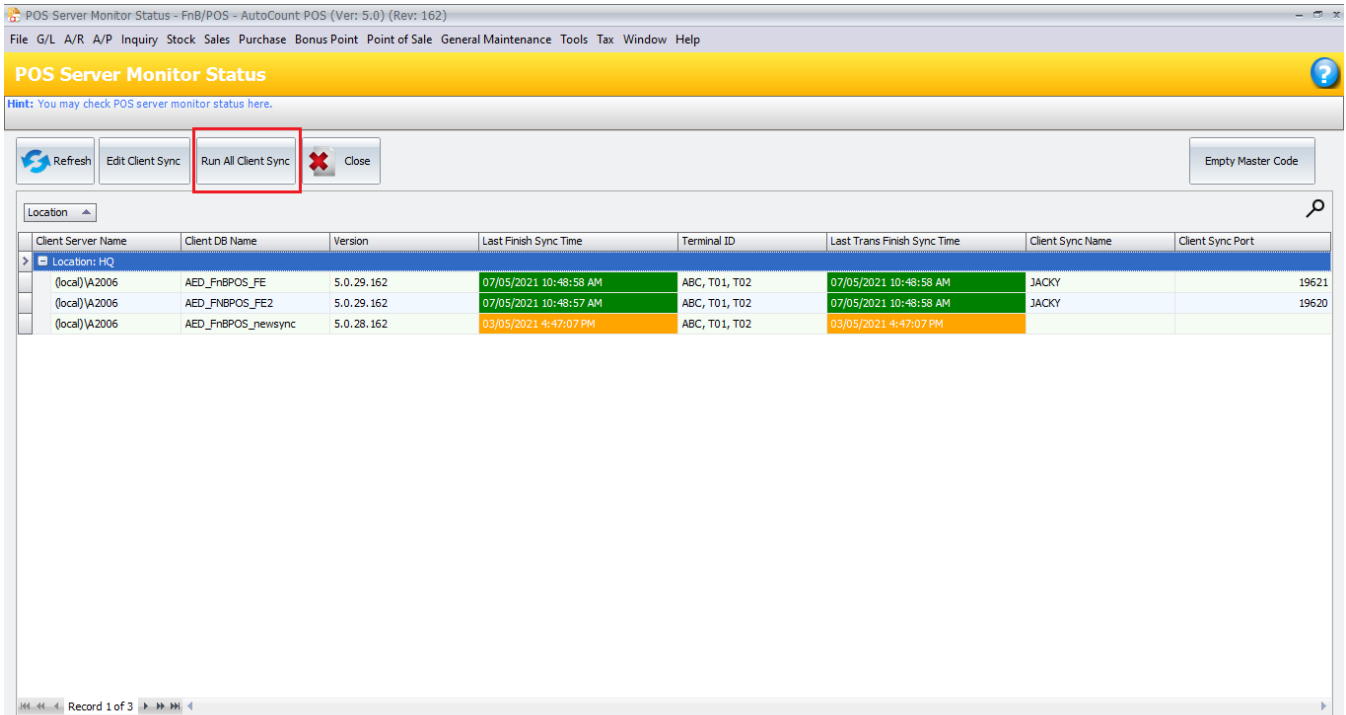 POS Server Monitor Status - FnB/POS - AutoCount POS (Ver: 5.0) (Rev: 162)
File G/L A/R A/P Inquiry Stock Sales Purchase Bonus Point Point of Sale General Maintenance Tools Tax Window Help
POS Server Monitor Status
?
Hint: You may check POS server monitor status here.
Refresh Edit Client Sync Run All Client Sync Close Empty Master Code
Location
Client Server Name Client DB Name Version Last Finish Sync Time Terminal ID Last Trans Finish Sync Time Client Sync Name Client Sync Port
Location: HQ
(local)\A2006 AED_FnBPOS_FE 5.0.29.162 07/05/2021 10:48:58 AM ABC, T01, T02 07/05/2021 10:48:58 AM JACKY 19621
(local)\A2006 AED_FNBPOS_FE2 5.0.29.162 07/05/2021 10:48:57 AM ABC, T01, T02 07/05/2021 10:48:58 AM JACKY 19620
(local)\A2006 AED_FnBPOS_newsync 5.0.28.162 03/05/2021 4:47:07 PM ABC, T01, T02 03/05/2021 4:47:07 PM
Record 1 of 3